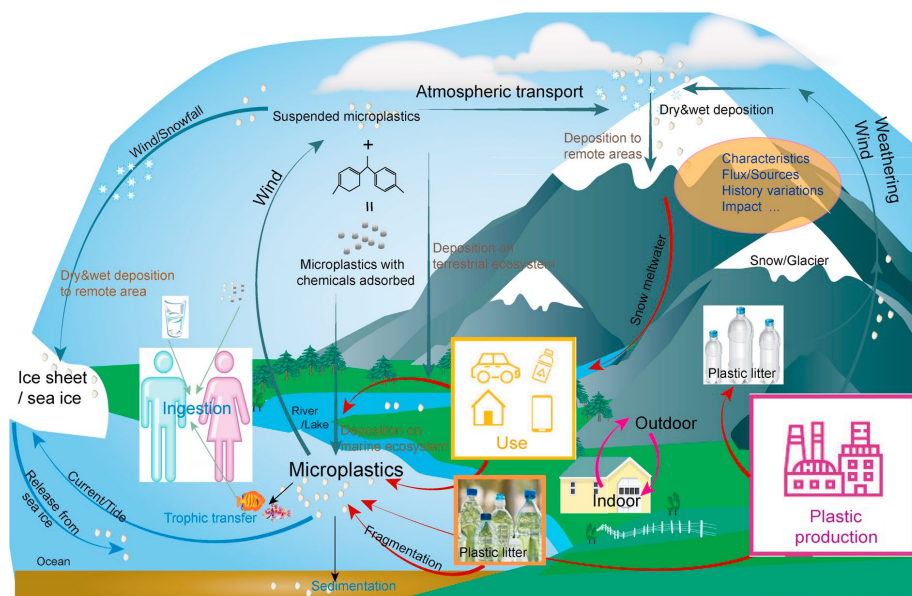 Atmospheric transport
Suspended microplastics
Dry&wet deposition
Wind/Snowfall
Deposition to
remote areas
Characteristics
Flux/Sources
History variations
Impact ...
Wind
Weathering
Wind
+
=
Microplastics with
chemicals adsorbed
Deposition on
terrestrial ecosystem
Dry&wet deposition
to remote area
Snow meltwater
Snow/Glacier
Plastic litter
Ice sheet
/ sea ice
Ingestion
River
/Lake
Deposition on
marine ecosystem
Use
Outdoor
Indoor
Microplastics
Current/Tide
Release from
sea ice
Trophic transfer
Fragmentation
Plastic litter
Plastic
production
Ocean
Sedimentation